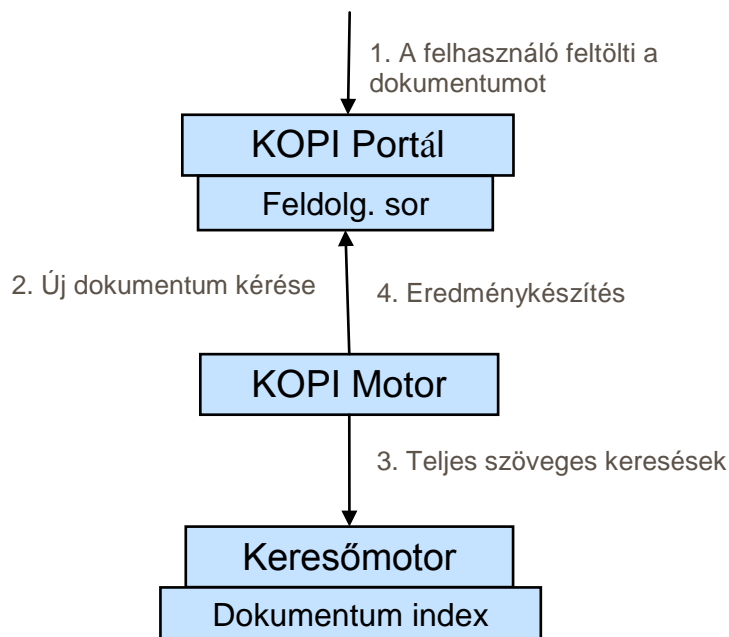 1. A felhasználó feltölti a
dokumentumot
KOPI Portál
Feldolg. sor
2. Új dokumentum kérése
4. Eredménykészítés
KOPI Motor
3. Teljes szöveges keresések
Keresőmotor
Dokumentum index